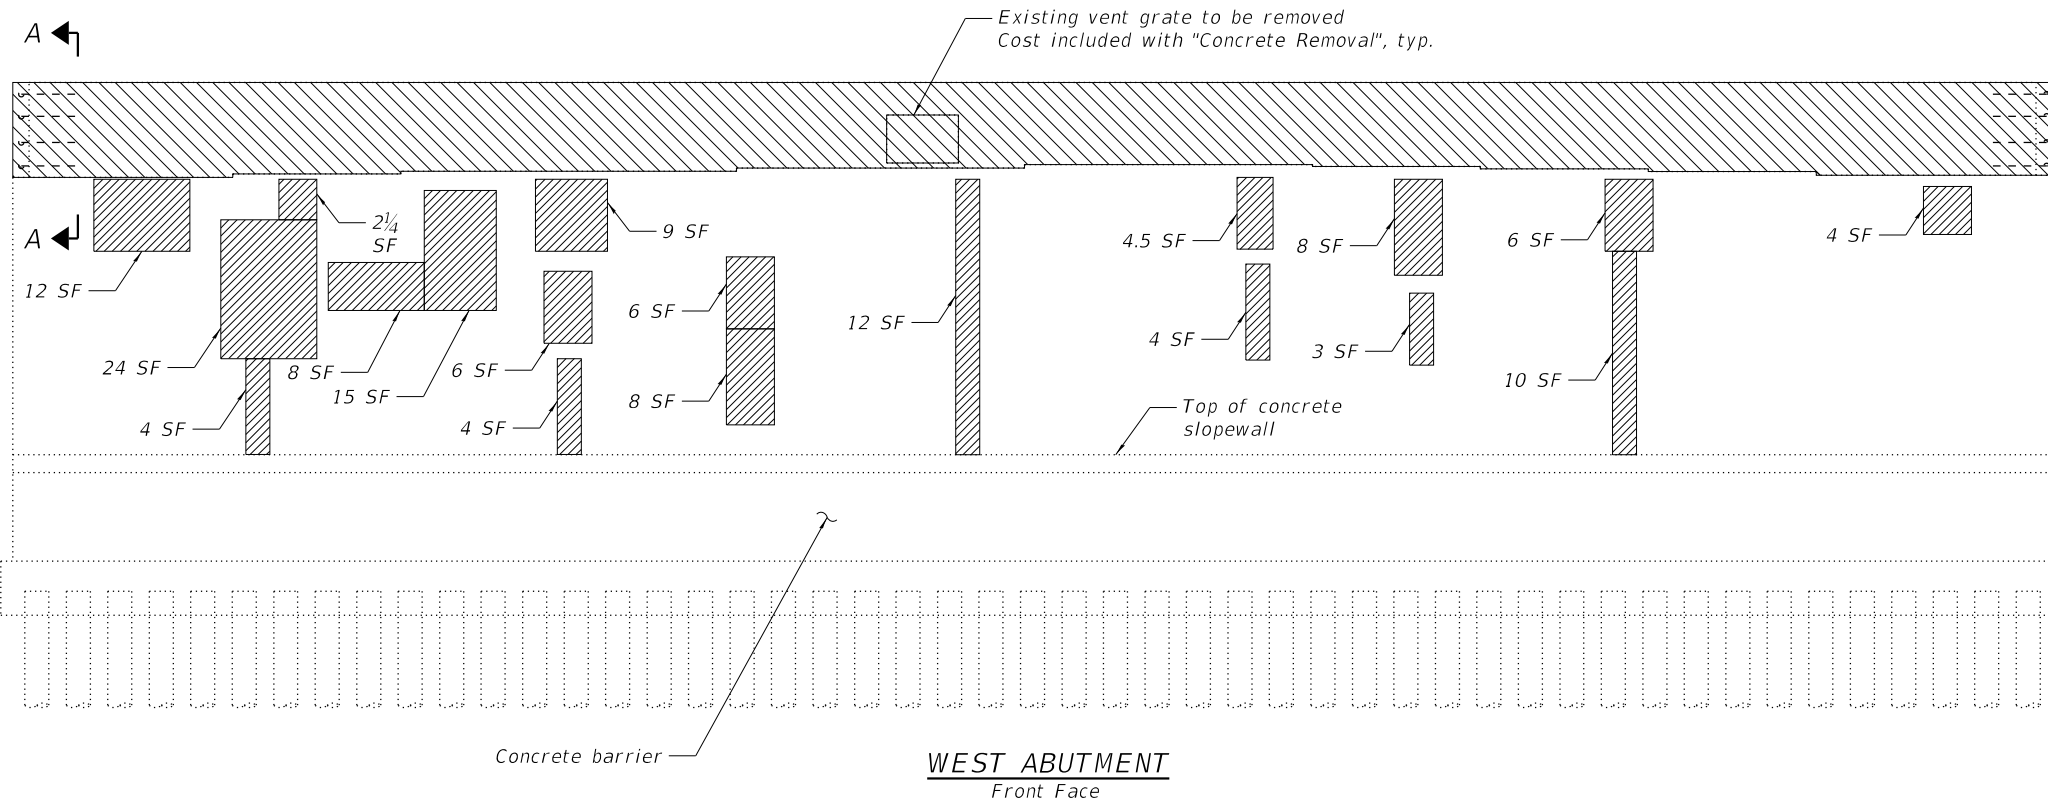 A
Existing vent grate to be removed
Cost included with "Concrete Removal", typ.
A
2¼
SF
9 SF
12 SF
4.5 SF
8 SF
6 SF
4 SF
6 SF
12 SF
24 SF
8 SF
15 SF
6 SF
8 SF
4 SF
3 SF
10 SF
4 SF
4 SF
Top of concrete
slopewall
Concrete barrier
WEST ABUTMENT
Front Face